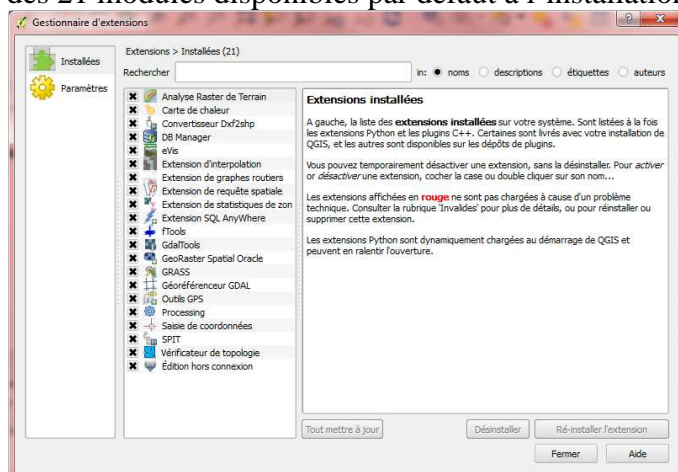 des 21 modules disponibles par défaut à l'installation
Gestionnaire d'extensions
Installées
Paramètres
Extensions > Installées (21)
Rechercher
in: noms descriptions étiquettes auteurs
Analyse Raster de Terrain
Carte de chaleur
Convertisseur Dxf2shp
DB Manager
eVis
Extension d'interpolation
Extension de graphes routiers
Extension de requête spatiale
Extension de statistiques de zon
Extension SQL AnyWhere
fTools
GdalTools
GeoRaster Spatial Oracle
GRASS
Géoréférenceur GDAL
Outils GPS
Processing
Saisie de coordonnées
SPIT
Vérificateur de topologie
Édition hors connexion
Extensions installées
A gauche, la liste des extensions installées sur votre système. Sont listées à la fois
les extensions Python et les plugins C++. Certains sont livrés avec votre installation de
QGIS, et les autres sont disponibles sur les dépôts de plugins.
Vous pouvez temporairement désactiver une extension, sans la désinstaller. Pour activer
or désactiver une extension, cocher la case ou double cliquer sur son nom...
Les extensions affichées en rouge ne sont pas chargées à cause d'un problème
technique. Consulter la rubrique 'Invalides' pour plus de détails, ou pour réinstaller ou
supprimer cette extension.
Les extensions Python sont dynamiquement chargées au démarrage de QGIS et
peuvent en ralentir l'ouverture.
Tout mettre à jour
Désinstaller
Ré-installer l'extension
Fermer
Aide